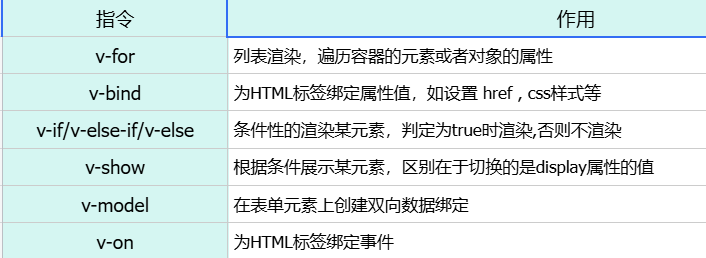 指令 作用
v-for 列表渲染，遍历容器的元素或者对象的属性
v-bind 为HTML标签绑定属性值，如设置 href , css样式等
v-if/v-else-if/v-else 条件性的渲染某元素，判定为true时渲染,否则不渲染
v-show 根据条件展示某元素，区别在于切换的是display属性的值
v-model 在表单元素上创建双向数据绑定
v-on 为HTML标签绑定事件